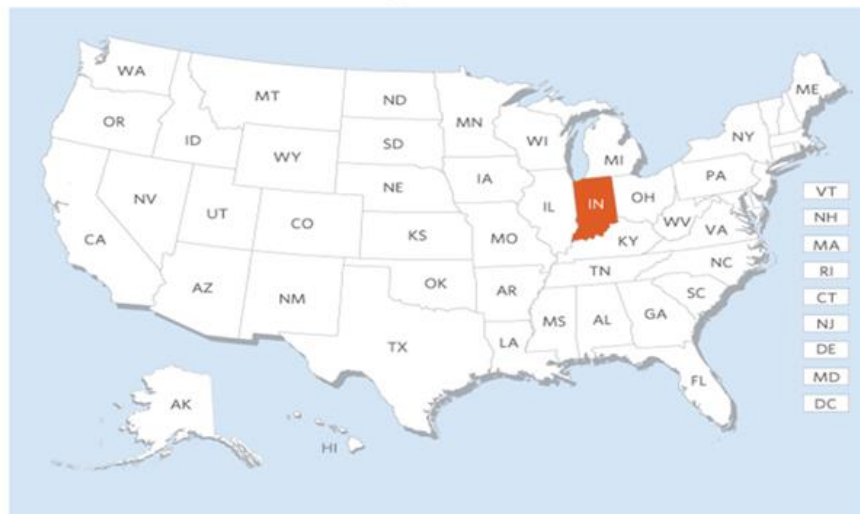 WA
MT
ND
MN
ME
OR
ID
SD
WI
NY
WY
MI
IA
PA
NE
NV
UT
CO
IL
IN
OH
WV
VA
CA
KS
MO
KY
AZ
NM
OK
AR
TN
NC
SC
TX
LA
MS
AL
GA
FL
AK
HI
VT
NH
MA
RI
CT
NJ
DE
MD
DC